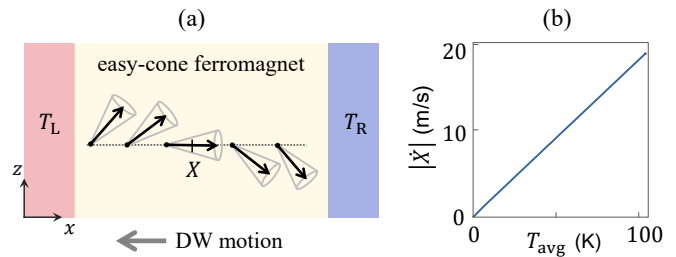 (a)
easy-cone ferromagnet
T_L
T_R
X
z
x
DW motion
(b)
20
10
0
|Ẋ| (m/s)
0
100
T_avg (K)